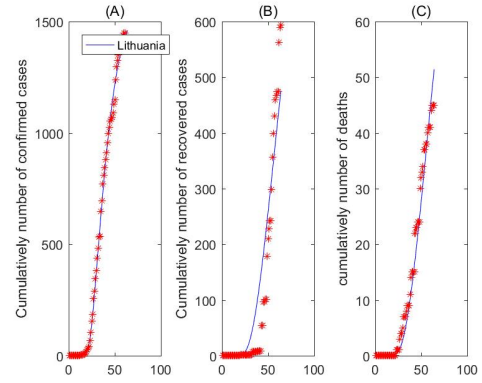 (A)
Cumulatively number of confirmed cases
1500
1000
500
0
0 50 100
Lithuania
(B)
Cumulatively number of recovered cases
600
500
400
300
200
100
0
0 50 100
(C)
cumulatively number of deaths
60
50
40
30
20
10
0
0 50 100